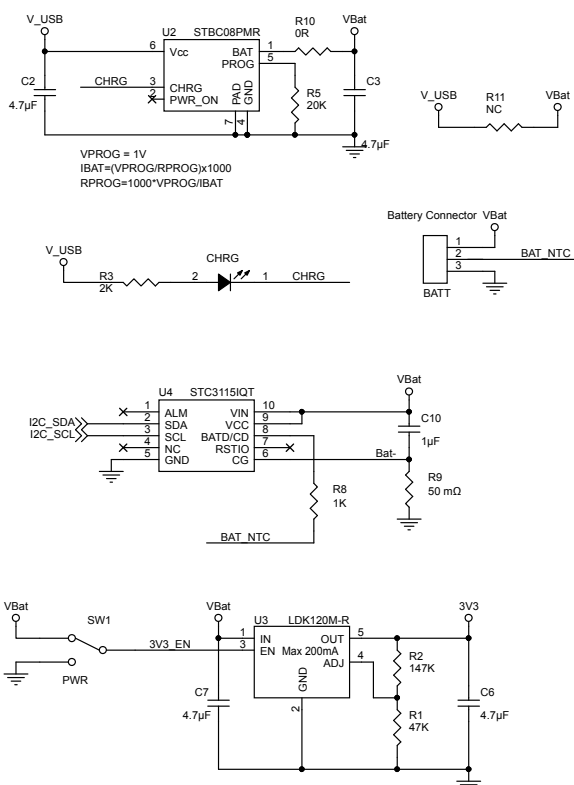 V_USB
U2 STBC08PMR
R10
0R
VBat
6 Vcc
BAT 1
PROG 5
C2
4.7µF
CHRG 3 CHRG
2 PWR_ON
PAD
GND
7 4
R5
20K
C3
4.7µF
V_USB
R11
NC
VBat
VPROG = 1V
IBAT=(VPROG/RPROG)x1000
RPROG=1000*VPROG/IBAT
Battery Connector VBat
1
2 BAT_NTC
3
BATT
V_USB
CHRG
R3
2K
2 1 CHRG
U4 STC3115IQT
VBat
1 ALM VIN 10
I2C_SDA 2 SDA VCC 9
I2C_SCL 3 SCL BATD/CD 8
4 NC RSTIO 7
5 GND CG 6
Bat-
C10
1µF
R8
1K
R9
50 mΩ
BAT_NTC
VBat
SW1
3V3_EN
PWR
VBat
U3 LDK120M-R
3V3
1 IN OUT 5
3 EN Max 200mA
ADJ 4
GND
2
R2
147K
C7
4.7µF
R1
47K
C6
4.7µF